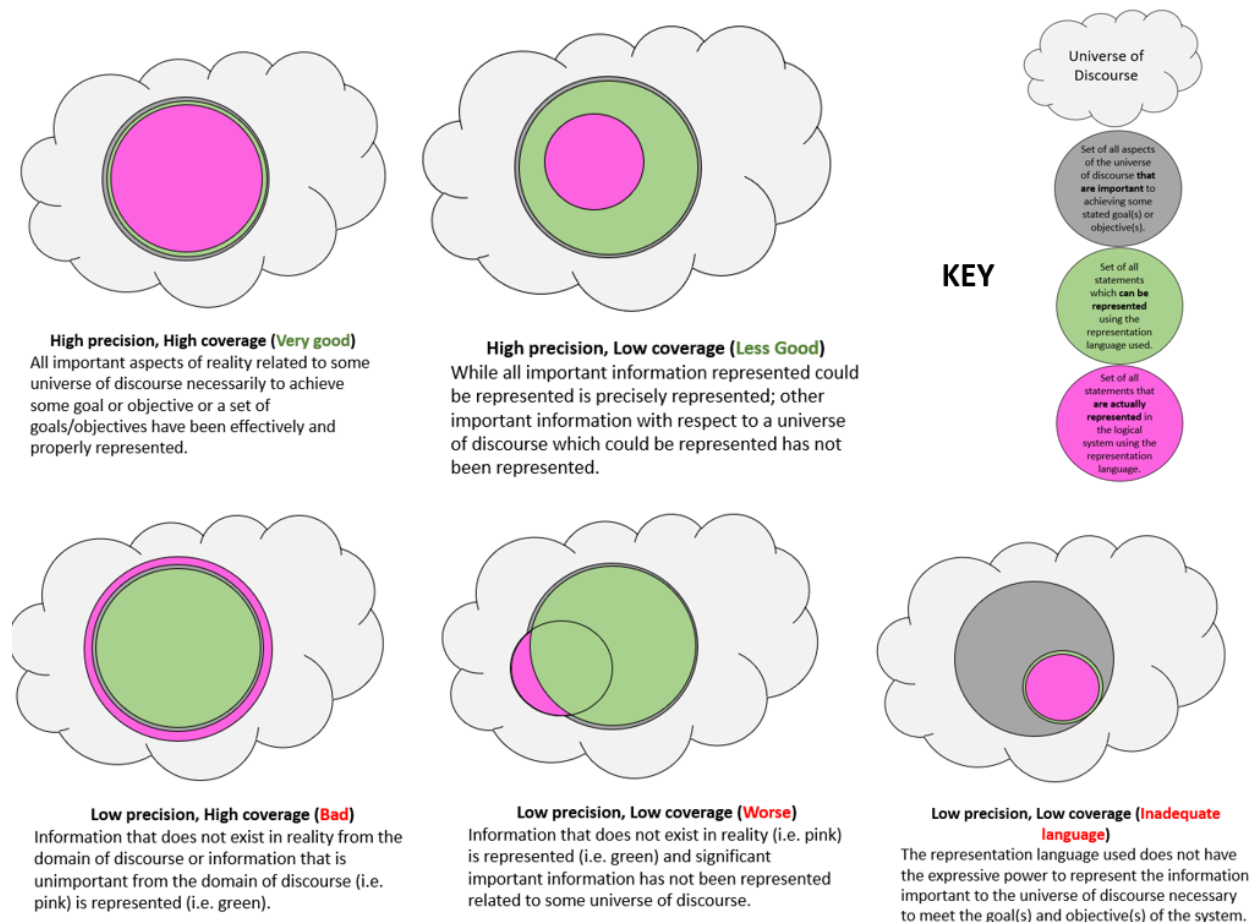 Universe of
Discourse
Set of all aspects
of the universe
of discourse that
are important to
achieving some
stated goal(s) or
objective(s).
KEY
Set of all
statements
which can be
represented
using the
representation
language used.
Set of all
statements that
are actually
represented in
the logical
system using the
representation
language.
High precision, High coverage (Very good)
All important aspects of reality related to some
universe of discourse necessarily to achieve
some goal or objective or a set of
goals/objectives have been effectively and
properly represented.
High precision, Low coverage (Less Good)
While all important information represented could
be represented is precisely represented; other
important information with respect to a universe
of discourse which could be represented has not
been represented.
Low precision, High coverage (Bad)
Information that does not exist in reality from the
domain of discourse or information that is
unimportant from the domain of discourse (i.e.
pink) is represented (i.e. green).
Low precision, Low coverage (Worse)
Information that does not exist in reality (i.e. pink)
is represented (i.e. green) and significant
important information has not been represented
related to some universe of discourse.
Low precision, Low coverage (Inadequate
language)
The representation language used does not have
the expressive power to represent the information
important to the universe of discourse necessary
to meet the goal(s) and objective(s) of the system.